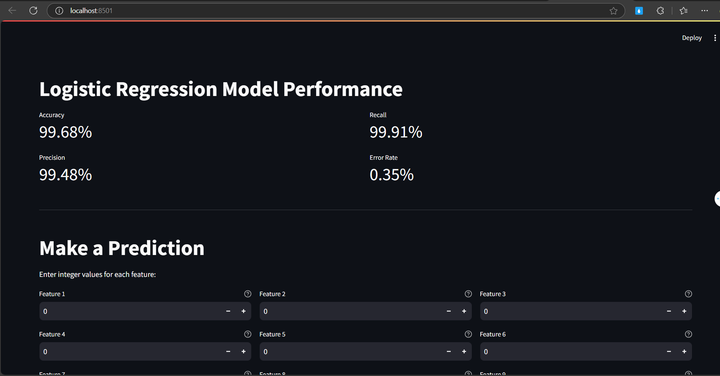 localhost:8501
Deploy
Logistic Regression Model Performance
Accuracy
99.68%
Recall
99.91%
Precision
99.48%
Error Rate
0.35%
Make a Prediction
Enter integer values for each feature:
Feature 1
Feature 2
Feature 3
0
0
0
Feature 4
Feature 5
Feature 6
0
0
0
Feature 7
Feature 8
Feature 9